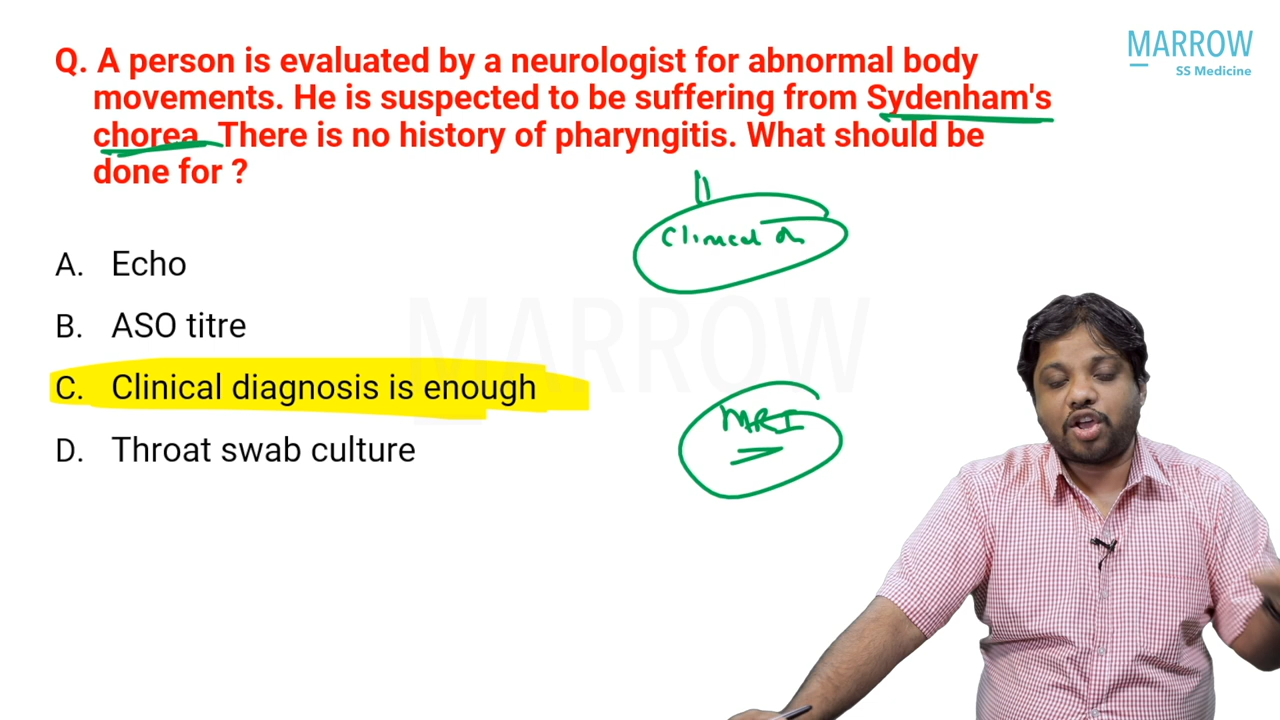 MARROW
SS Medicine
Q. A person is evaluated by a neurologist for abnormal body
movements. He is suspected to be suffering from Sydenham's
chorea. There is no history of pharyngitis. What should be
done for ?
Clinical
A. Echo
B. ASO titre
MARROW
C. Clinical diagnosis is enough
MRI
D. Throat swab culture